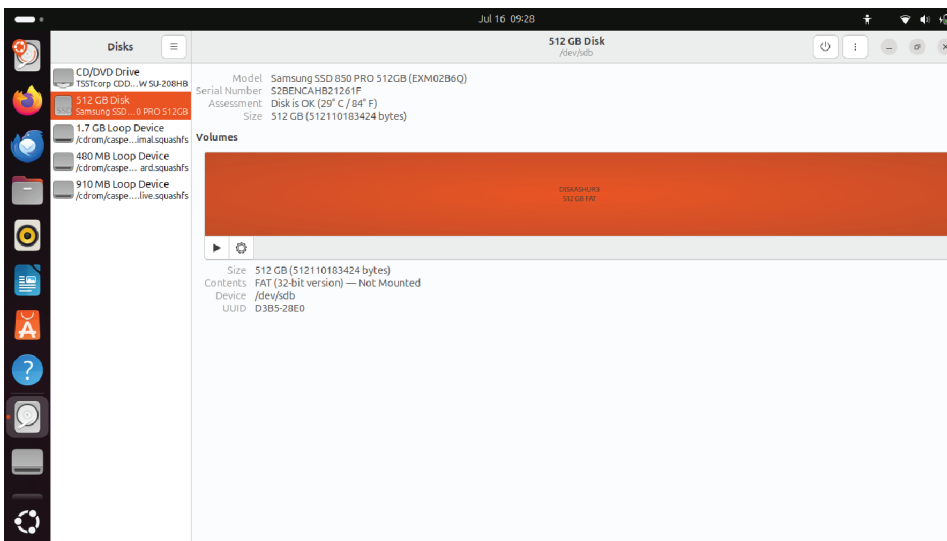 Jul 16 09:28
Disks
512 GB Disk
/dev/sdb
CD/DVD Drive
TSSTcorp CDD...W SU-208HB
512 GB Disk
Samsung SSD ...0 PRO 512GB
1.7 GB Loop Device
/cdrom/caspe...imal.squashfs
480 MB Loop Device
/cdrom/caspe... ard.squashfs
910 MB Loop Device
/cdrom/caspe....live.squashfs
SSD
Model Samsung SSD 850 PRO 512GB (EXM02B6Q)
Serial Number S2BENCAHB21261F
Assessment Disk is OK (29° C / 84° F)
Size 512 GB (512110183424 bytes)
Volumes
DISKASHUR3
512 GB FAT
Size 512 GB (512110183424 bytes)
Contents FAT (32-bit version) — Not Mounted
Device /dev/sdb
UUID D3B5-28E0